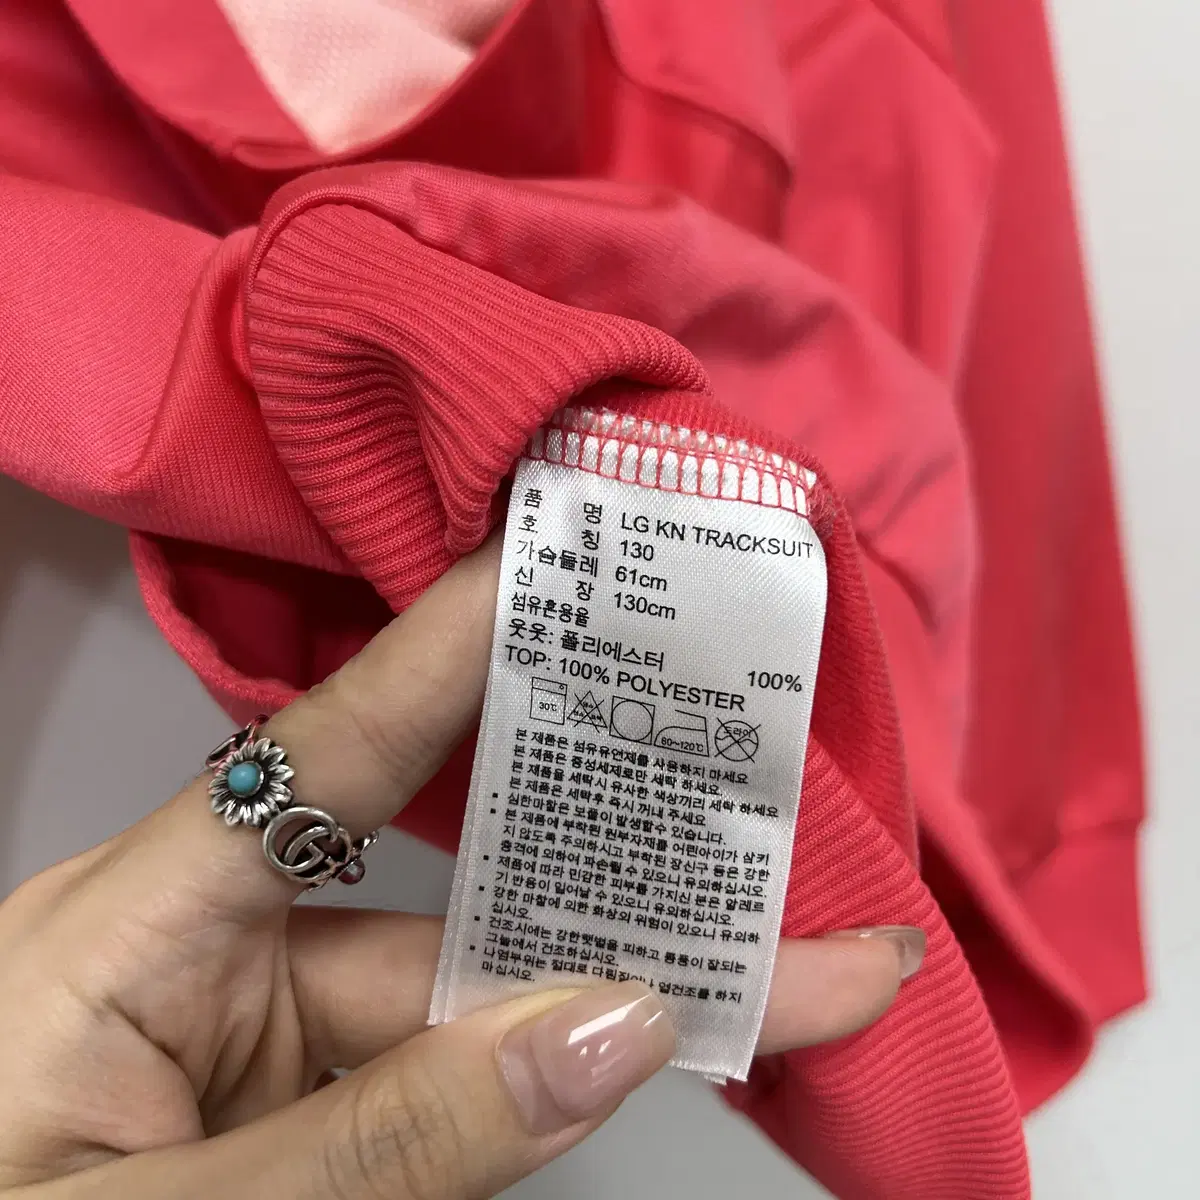 품 명 LG KN TRACKSUIT
호 칭 130
가슴둘레 61cm
신 장 130cm
섬유혼용율
웃옷: 폴리에스터 100%
TOP: 100% POLYESTER
30℃ 80~120℃ 드라이
본 제품은 섬유유연제를 사용하지 마세요
본 제품은 중성세제로만 세탁 하세요.
본 제품을 세탁시 유사한 색상끼리 세탁 하세요
본 제품은 세탁후 즉시 꺼내 주세요
심한마찰은 보풀이 발생할수 있습니다.
본 제품에 부착된 원부자재를 어린아이가 삼키
지 않도록 주의하시고 부착된 장신구 등은 강한
충격에 의하여 파손될 수 있으니 유의하십시오.
제품에 따라 민감한 피부를 가지신 분은 알레르
기 반응이 일어날 수 있으니 유의하십시오.
강한 마찰에 의한 화상의 위험이 있으니 유의하
십시오.
건조시에는 강한햇볕을 피하고 통풍이 잘되는
그늘에서 건조하십시오.
나염부위는 절대로 다림질이나 열건조를 하지
마십시오.